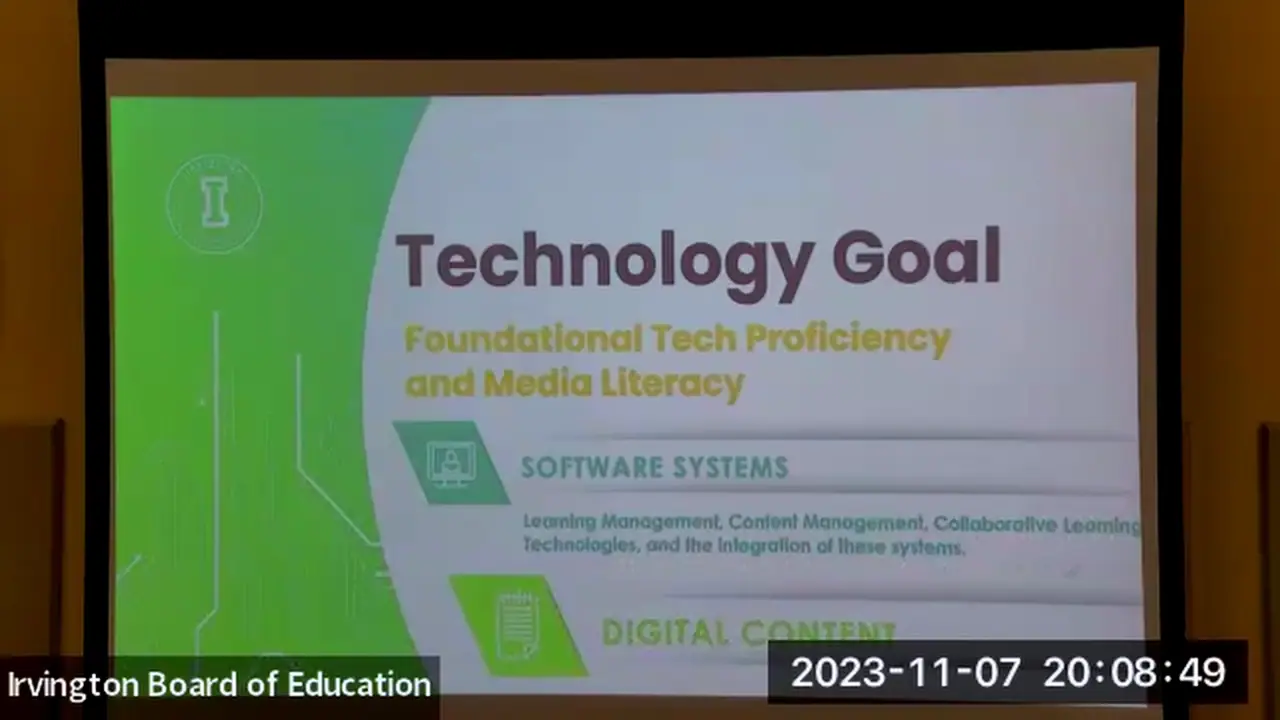 I
Technology Goal
Foundational Tech Proficiency
and Media Literacy
SOFTWARE SYSTEMS
Learning Management, Content Management, Collaborative Learning
Technologies, and the integration of these systems.
DIGITAL CONTENT
Irvington Board of Education
2023-11-07 20:08:49